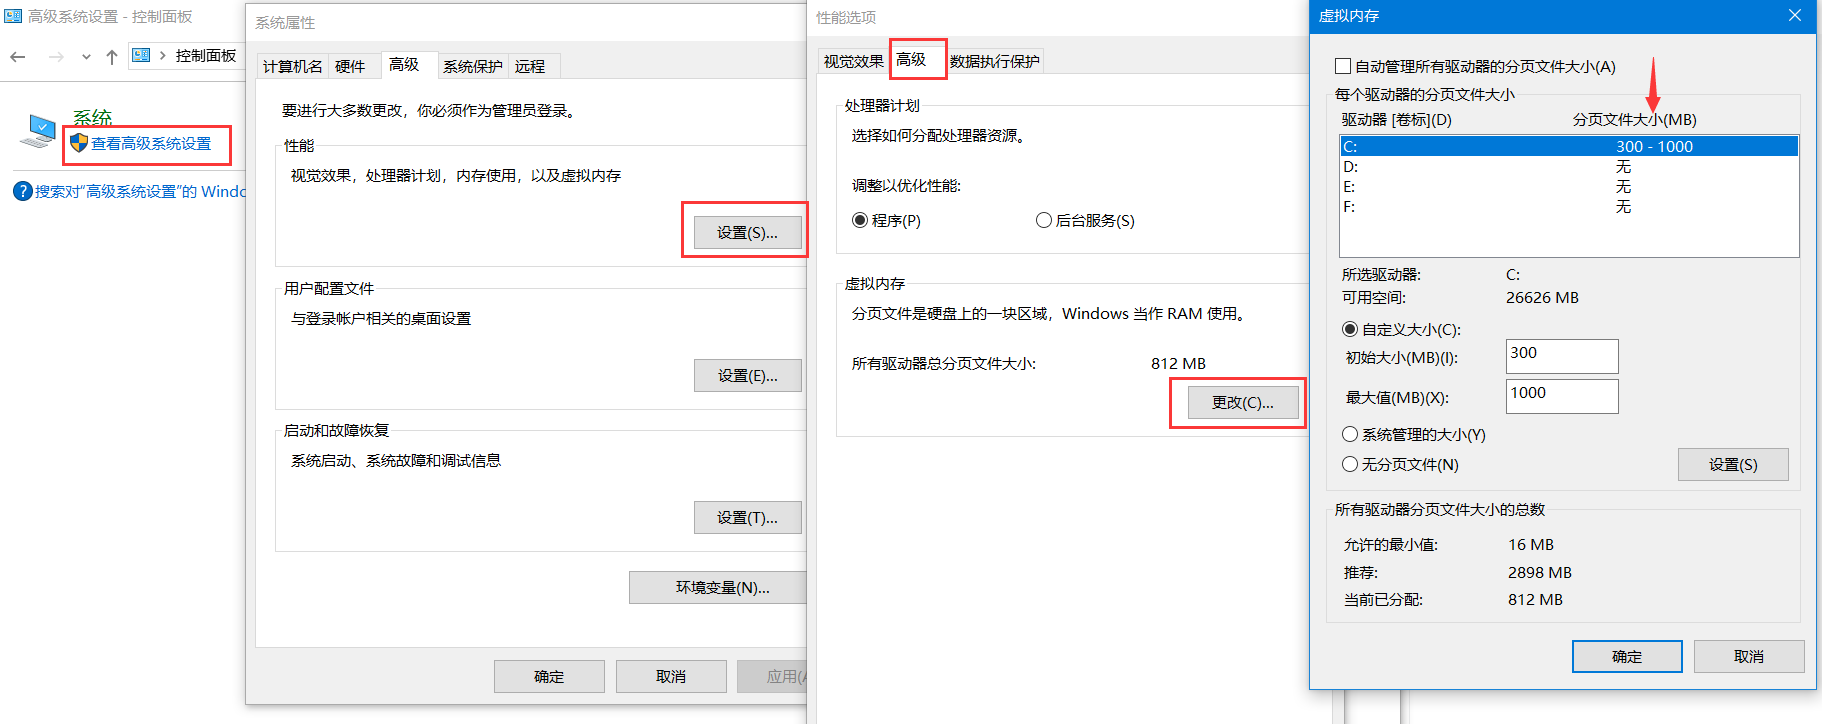 高级系统设置 - 控制面板
控制面板
系统
查看高级系统设置
搜索对"高级系统设置"的 Windo
系统属性
计算机名
硬件
高级
系统保护
远程
要进行大多数更改，你必须作为管理员登录。
性能
视觉效果，处理器计划，内存使用，以及虚拟内存
设置(S)...
用户配置文件
与登录帐户相关的桌面设置
设置(E)...
启动和故障恢复
系统启动、系统故障和调试信息
设置(T)...
环境变量(N)...
确定
取消
应用(A
性能选项
视觉效果
高级
数据执行保护
处理器计划
选择如何分配处理器资源。
调整以优化性能:
程序(P)
后台服务(S)
虚拟内存
分页文件是硬盘上的一块区域，Windows 当作 RAM 使用。
所有驱动器总分页文件大小: 812 MB
更改(C)...
虚拟内存
自动管理所有驱动器的分页文件大小(A)
每个驱动器的分页文件大小
驱动器 [卷标](D) 分页文件大小(MB)
C: 300 - 1000
D: 无
E: 无
F: 无
所选驱动器: C:
可用空间: 26626 MB
自定义大小(C):
初始大小(MB)(I): 300
最大值(MB)(X): 1000
系统管理的大小(Y)
无分页文件(N)
设置(S)
所有驱动器分页文件大小的总数
允许的最小值: 16 MB
推荐: 2898 MB
当前已分配: 812 MB
确定
取消